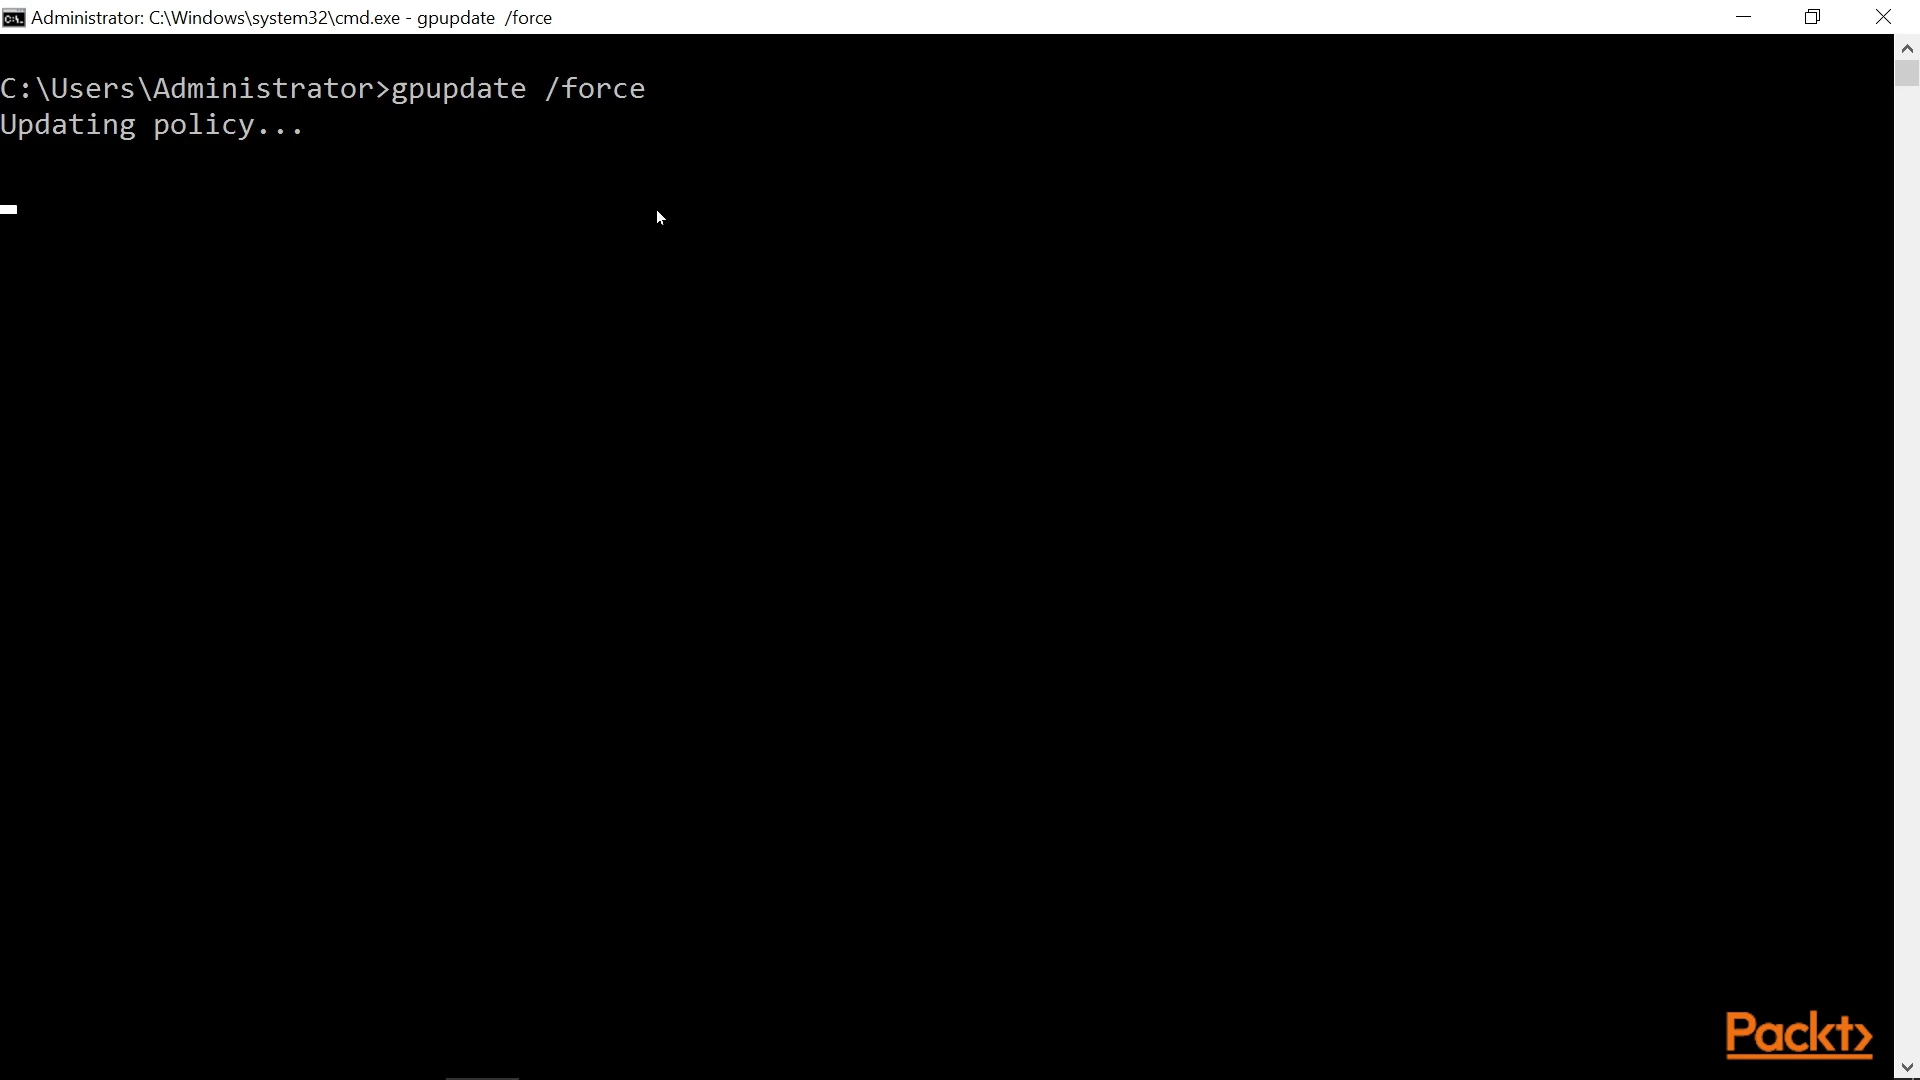 Administrator: C:\Windows\system32\cmd.exe - gpupdate  /force
C:\Users\Administrator>gpupdate /force
Updating policy...
Packt>